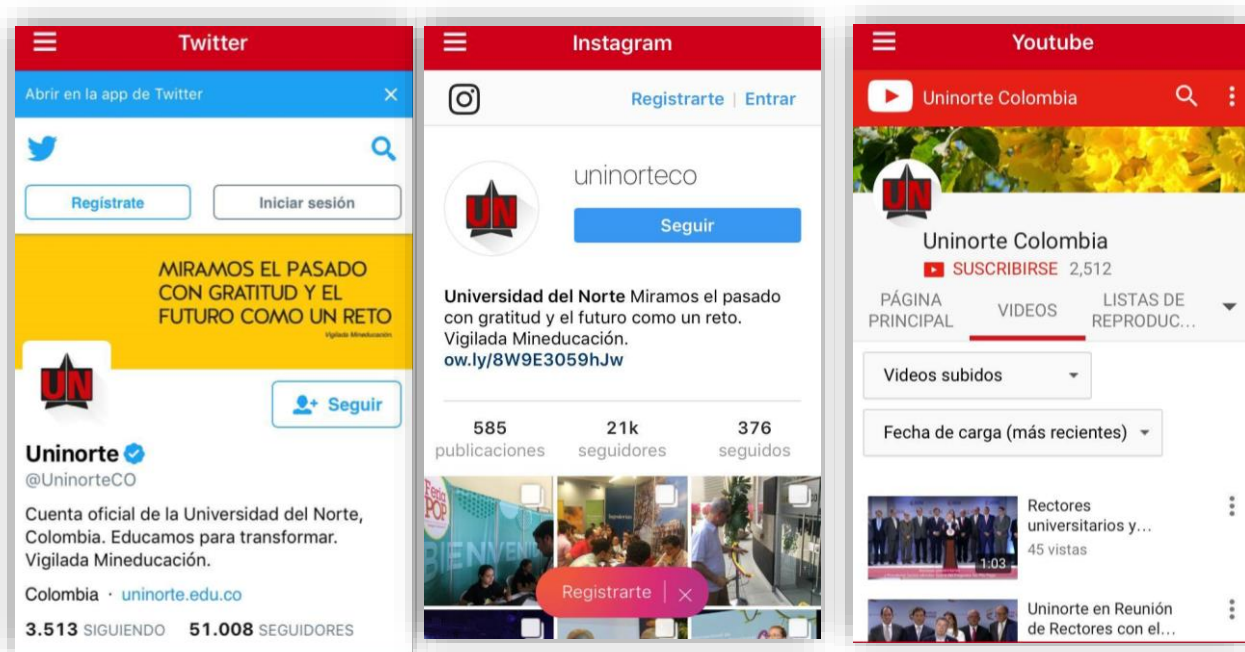 Twitter
Abrir en la app de Twitter
Regístrate
Iniciar sesión
MIRAMOS EL PASADO
CON GRATITUD Y EL
FUTURO COMO UN RETO
Vigilada Mineducación.
UN
Seguir
Uninorte
@UninorteCO
Cuenta oficial de la Universidad del Norte,
Colombia. Educamos para transformar.
Vigilada Mineducación.
Colombia · uninorte.edu.co
3.513 SIGUIENDO 51.008 SEGUIDORES
Instagram
Registrarte | Entrar
UN
uninorteco
Seguir
Universidad del Norte Miramos el pasado
con gratitud y el futuro como un reto.
Vigilada Mineducación.
ow.ly/8W9E3059hJw
585 21k 376
publicaciones seguidores seguidos
Feria
POP
BIENVENI
Registrarte
Youtube
Uninorte Colombia
UN
Uninorte Colombia
SUSCRIBIRSE 2,512
PÁGINA
PRINCIPAL
VIDEOS
LISTAS DE
REPRODUC...
Videos subidos
Fecha de carga (más recientes)
Rectores
universitarios y...
45 vistas
1:03
Uninorte en Reunión
de Rectores con el...